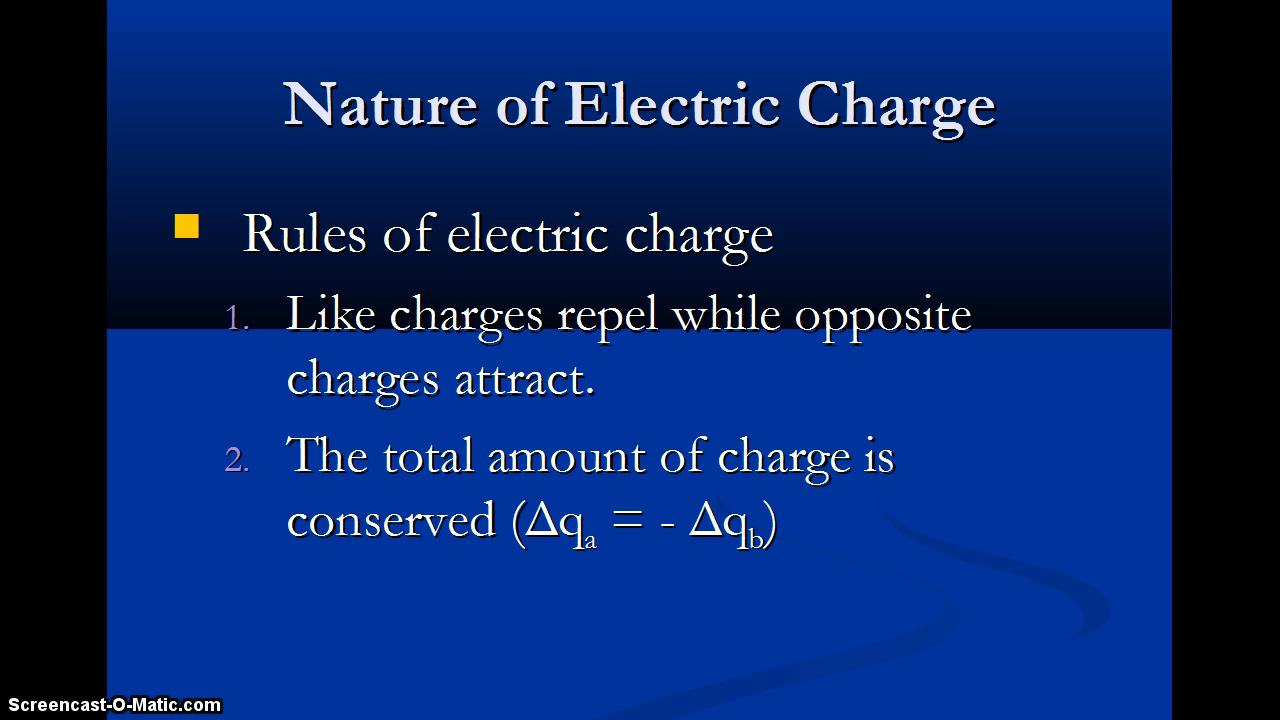 Nature of Electric Charge
Rules of electric charge
1. Like charges repel while opposite
charges attract.
2. The total amount of charge is
conserved (Δqₐ = - Δq_b)
Screencast-O-Matic.com